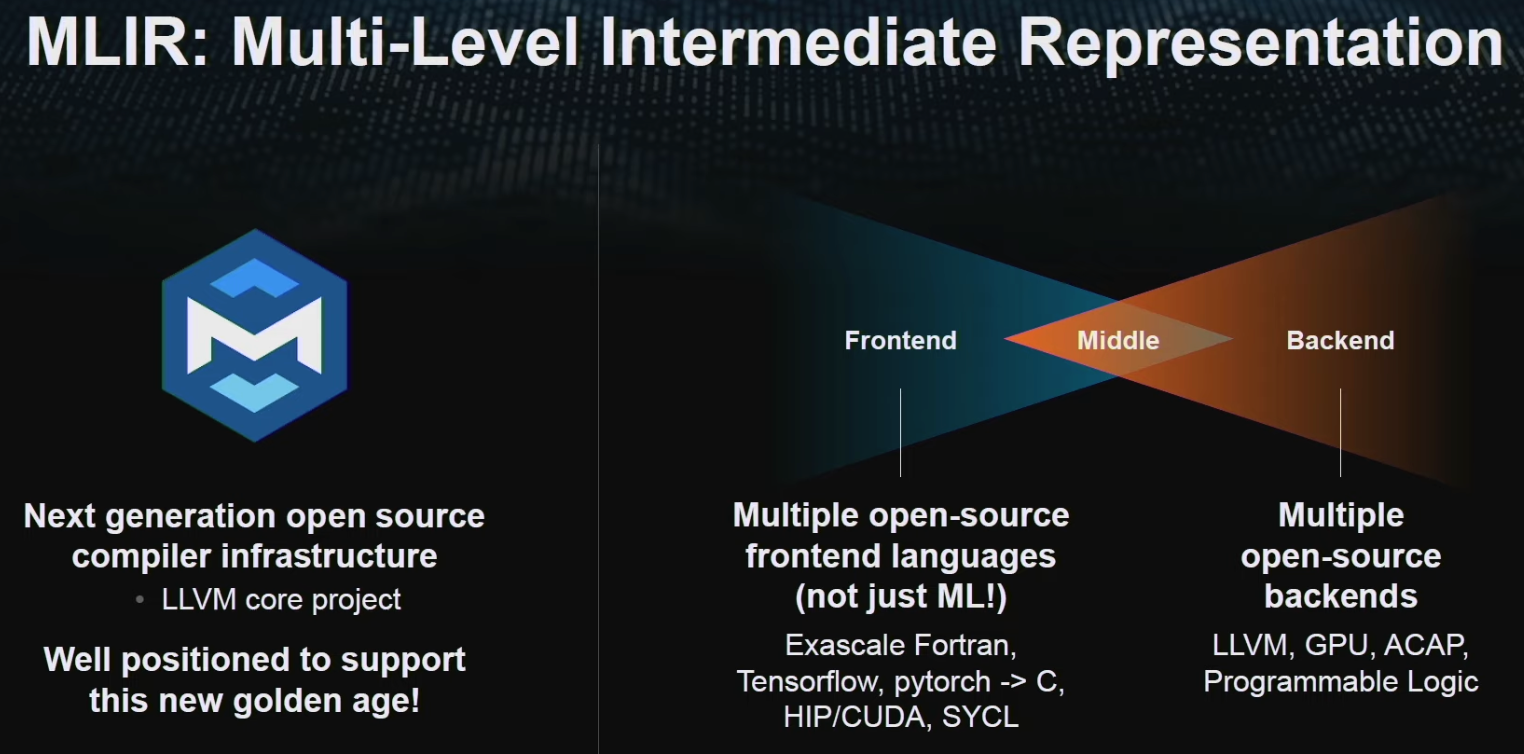 MLIR: Multi-Level Intermediate Representation
Next generation open source
compiler infrastructure
• LLVM core project
Well positioned to support
this new golden age!
Frontend
Middle
Backend
Multiple open-source
frontend languages
(not just ML!)
Exascale Fortran,
Tensorflow, pytorch -> C,
HIP/CUDA, SYCL
Multiple
open-source
backends
LLVM, GPU, ACAP,
Programmable Logic